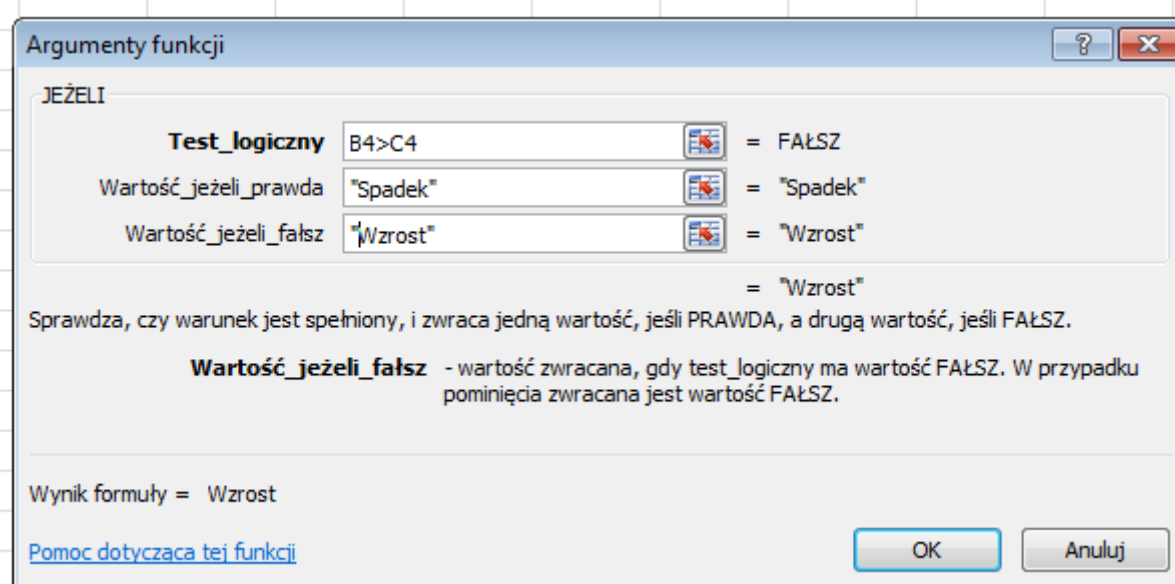 Argumenty funkcji
JEŻELI
Test_logiczny B4>C4 = FAŁSZ
Wartość_jeżeli_prawda "Spadek" = "Spadek"
Wartość_jeżeli_fałsz "Wzrost" = "Wzrost"
= "Wzrost"
Sprawdza, czy warunek jest spełniony, i zwraca jedną wartość, jeśli PRAWDA, a drugą wartość, jeśli FAŁSZ.
Wartość_jeżeli_fałsz - wartość zwracana, gdy test_logiczny ma wartość FAŁSZ. W przypadku
pominięcia zwracana jest wartość FAŁSZ.
Wynik formuły = Wzrost
Pomoc dotycząca tej funkcji OK Anuluj